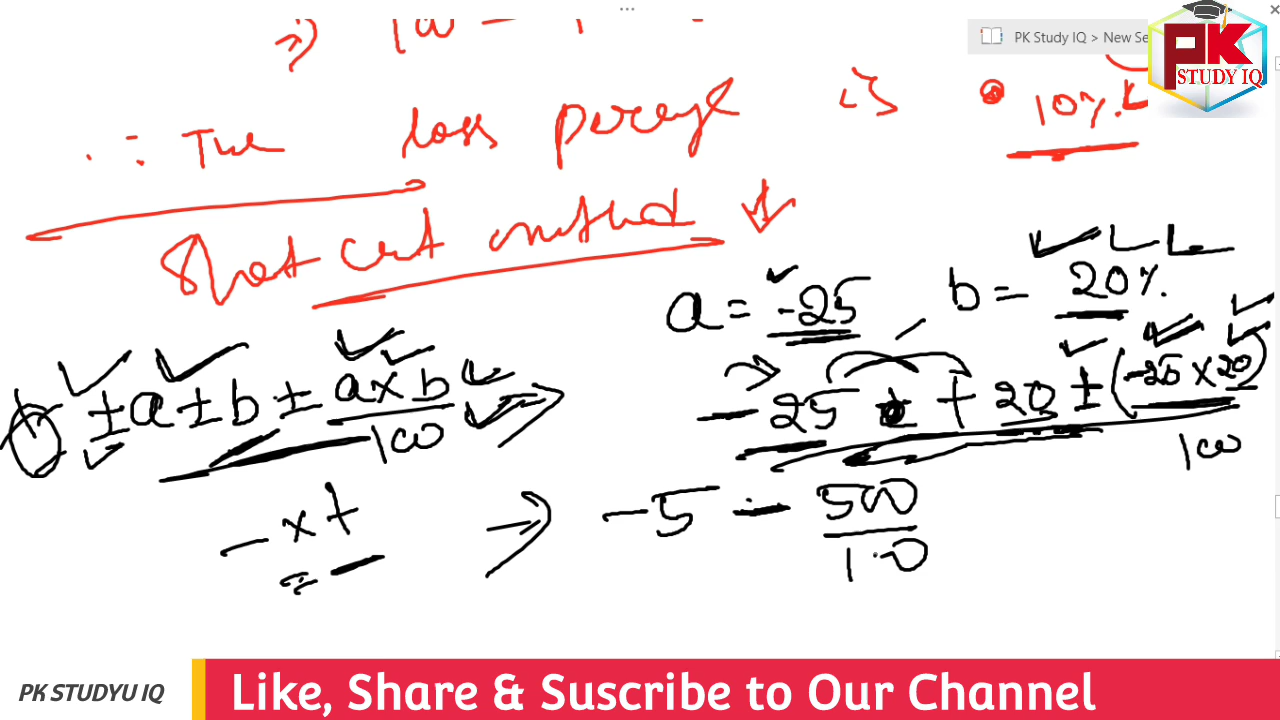 PK Study IQ > New Se
PK
STUDY IQ
∴ The loss is 10%.
Short cut method ↓
a = -25 b = 20%
± a ± b ± a x b / 100 ⇒ - 25 ± + 20 ± (-25 x 20) / 100
- x + ⇒ -5 - 500 / 100
PK STUDYU IQ
Like, Share & Suscribe to Our Channel